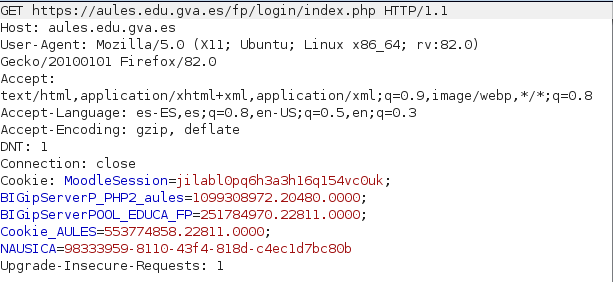 GET https://aules.edu.gva.es/fp/login/index.php HTTP/1.1
Host: aules.edu.gva.es
User-Agent: Mozilla/5.0 (X11; Ubuntu; Linux x86_64; rv:82.0)
Gecko/20100101 Firefox/82.0
Accept:
text/html,application/xhtml+xml,application/xml;q=0.9,image/webp,*/*;q=0.8
Accept-Language: es-ES,es;q=0.8,en-US;q=0.5,en;q=0.3
Accept-Encoding: gzip, deflate
DNT: 1
Connection: close
Cookie: MoodleSession=jilabl0pq6h3a3h16q154vc0uk;
BIGipServerP_PHP2_aules=1099308972.20480.0000;
BIGipServerPOOL_EDUCA_FP=251784970.22811.0000;
Cookie_AULES=553774858.22811.0000;
NAUSICA=98333959-8110-43f4-818d-c4ec1d7bc80b
Upgrade-Insecure-Requests: 1